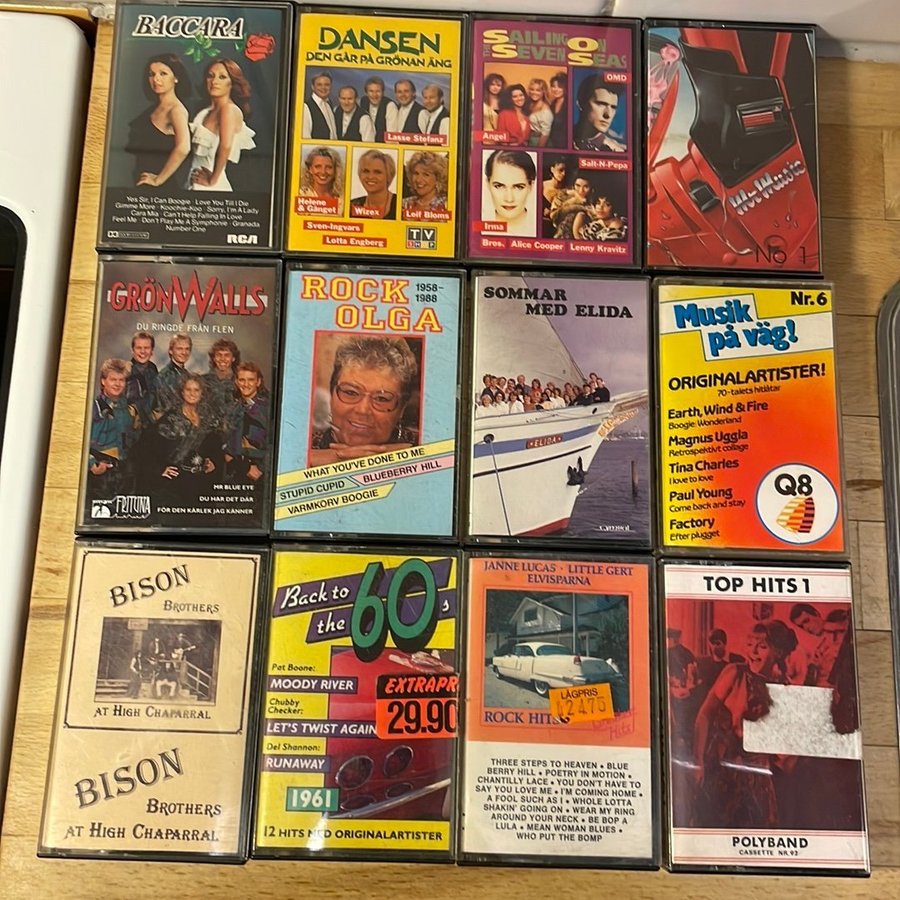 BACCARA
Yes Sir, I Can Boogie · Love You Till I Die
Gimme More · Koochie-Koo · Sorry, I'm A Lady
Cara Mia · Can't Help Falling In Love
Feel Me · Don't Play Me A Symphonie · Granada
Number One
RCA
DANSEN
DEN GÅR PÅ GRÖNAN ÄNG
Lasse Stefanz
Helene & Gänget
Wizex
Leif Bloms
Sven-Ingvars
Lotta Engberg
TV
SHOP
SAILING ON
THE SEVEN SEAS
OMD
Angel
Salt-N-Pepa
Irma
Bros. Alice Cooper Lenny Kravitz
WeaMusic
No 1
GRÖNWALLS
DU RINGDE FRÅN FLEN
MR BLUE EYE
DU HAR DET DÄR
FÖR DEN KÄRLEK JAG KÄNNER
FRITUNA
ROCK 1958-
OLGA 1988
WHAT YOU'VE DONE TO ME
STUPID CUPID
BLUEBERRY HILL
VARMKORV BOOGIE
SOMMAR
MED ELIDA
ELIDA
Nr. 6
Musik
på väg!
ORIGINALARTISTER!
70-talets hitlåtar
Earth, Wind & Fire
Boogie Wonderland
Magnus Uggla
Retrospektivt collage
Tina Charles
I love to love
Paul Young
Come back and stay
Factory
Efter plugget
Q8
BISON
BROTHERS
AT HIGH CHAPARRAL
BISON
BROTHERS
AT HIGH CHAPARRAL
Back to
the 60s
Pat Boone:
MOODY RIVER
Chubby
Checker:
LET'S TWIST AGAIN
Del Shannon:
RUNAWAY
1961
EXTRAPR
29.90
12 HITS MED ORIGINALARTISTER
JANNE LUCAS · LITTLE GERT
ELVISPARNA
LÅGPRIS
24.75
ROCK HITS
THREE STEPS TO HEAVEN • BLUE
BERRY HILL • POETRY IN MOTION •
CHANTILLY LACE • YOU DON'T HAVE TO
SAY YOU LOVE ME • I'M COMING HOME •
A FOOL SUCH AS I • WHOLE LOTTA
SHAKIN' GOING ON • WEAR MY RING
AROUND YOUR NECK • BE BOP A
LULA • MEAN WOMAN BLUES •
WHO PUT THE BOMP
TOP HITS 1
POLYBAND
CASSETTE NR. 92